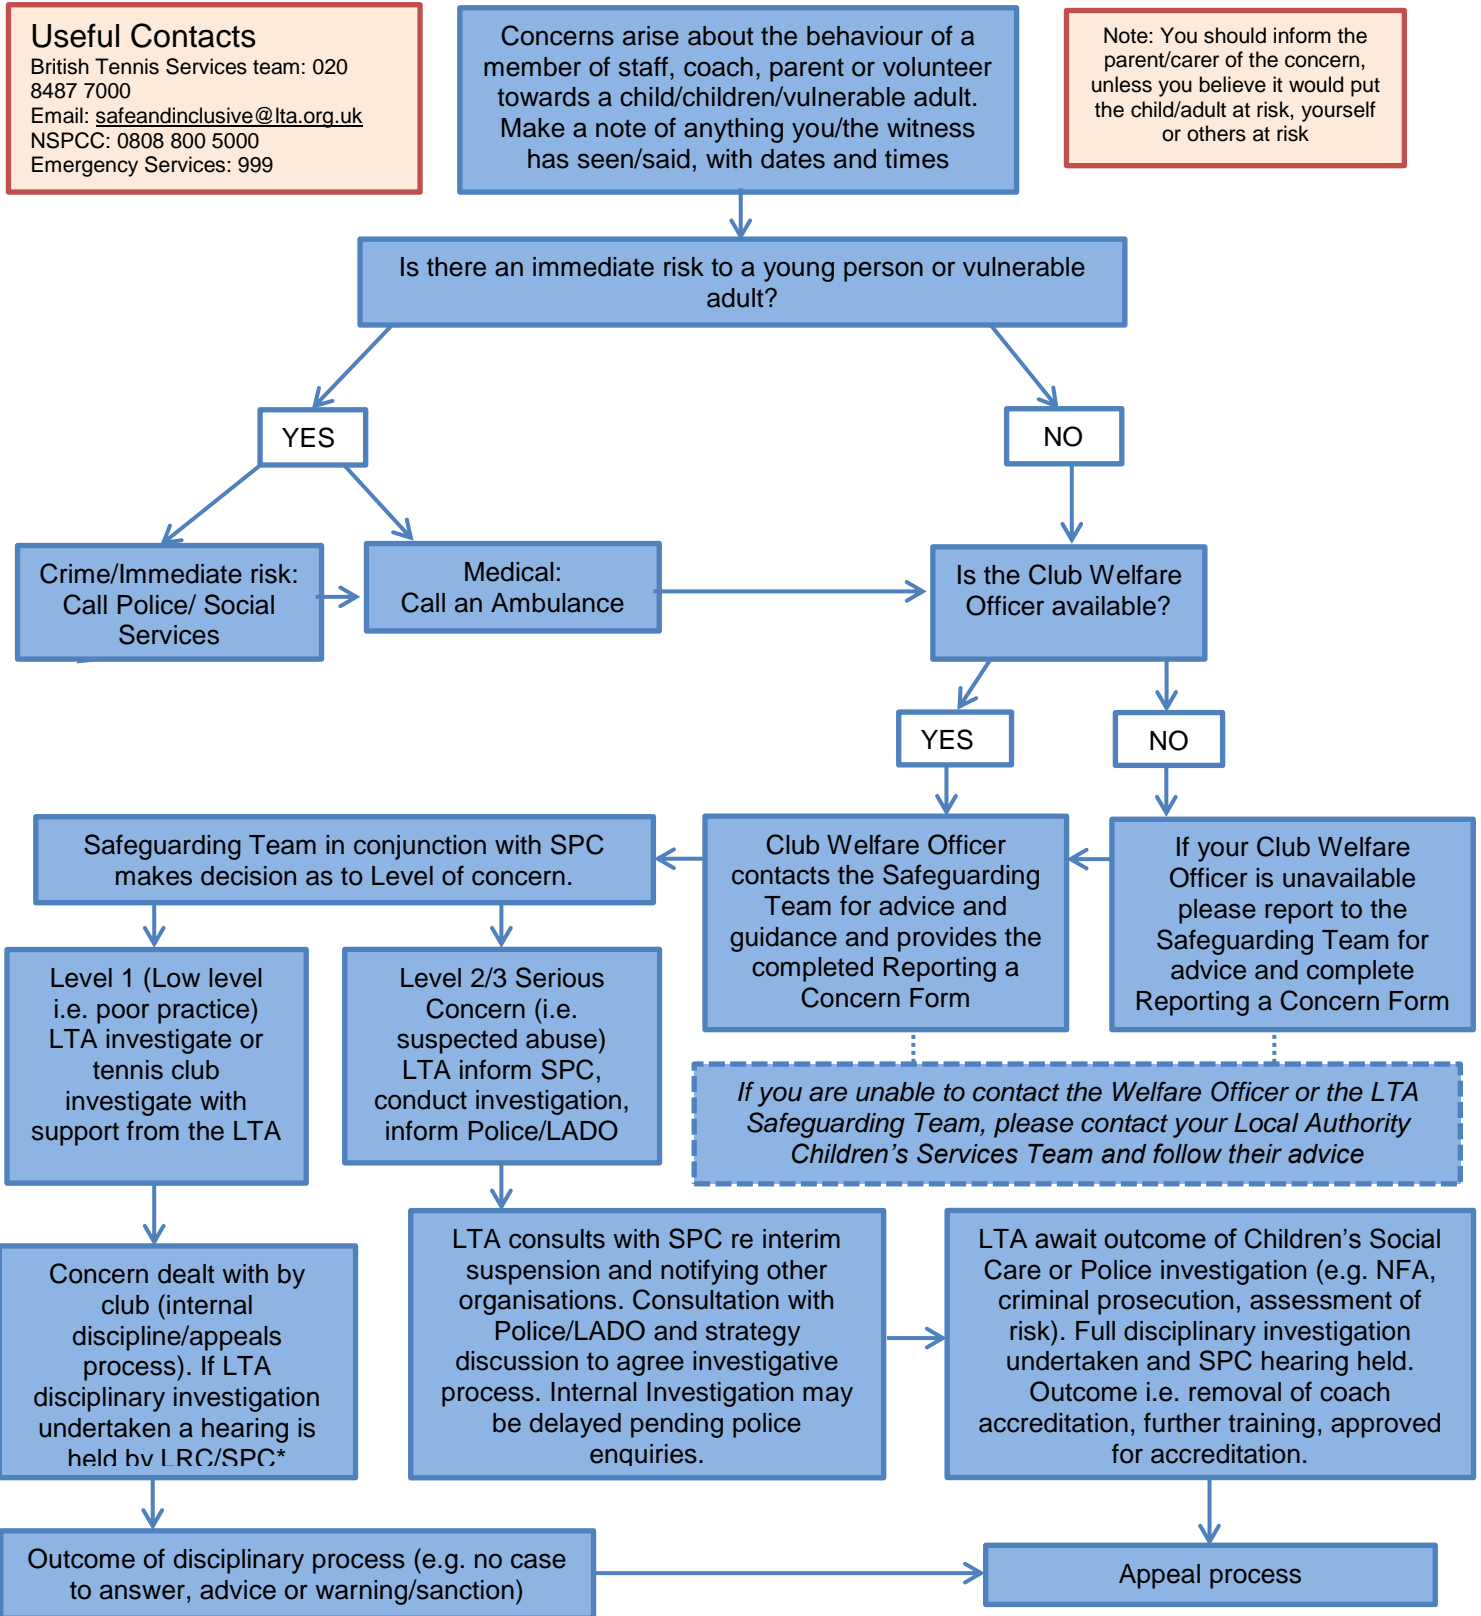 Useful Contacts
British Tennis Services team: 020
8487 7000
Email: safeandinclusive@lta.org.uk
NSPCC: 0808 800 5000
Emergency Services: 999
Concerns arise about the behaviour of a
member of staff, coach, parent or volunteer
towards a child/children/vulnerable adult.
Make a note of anything you/the witness
has seen/said, with dates and times
Note: You should inform the
parent/carer of the concern,
unless you believe it would put
the child/adult at risk, yourself
or others at risk
Is there an immediate risk to a young person or vulnerable
adult?
YES
NO
Crime/Immediate risk:
Call Police/ Social
Services
Medical:
Call an Ambulance
Is the Club Welfare
Officer available?
YES
NO
Safeguarding Team in conjunction with SPC
makes decision as to Level of concern.
Club Welfare Officer
contacts the Safeguarding
Team for advice and
guidance and provides the
completed Reporting a
Concern Form
If your Club Welfare
Officer is unavailable
please report to the
Safeguarding Team for
advice and complete
Reporting a Concern Form
Level 1 (Low level
i.e. poor practice)
LTA investigate or
tennis club
investigate with
support from the LTA
Level 2/3 Serious
Concern (i.e.
suspected abuse)
LTA inform SPC,
conduct investigation,
inform Police/LADO
If you are unable to contact the Welfare Officer or the LTA
Safeguarding Team, please contact your Local Authority
Children’s Services Team and follow their advice
Concern dealt with by
club (internal
discipline/appeals
process). If LTA
disciplinary investigation
undertaken a hearing is
held by LRC/SPC*
LTA consults with SPC re interim
suspension and notifying other
organisations. Consultation with
Police/LADO and strategy
discussion to agree investigative
process. Internal Investigation may
be delayed pending police
enquiries.
LTA await outcome of Children’s Social
Care or Police investigation (e.g. NFA,
criminal prosecution, assessment of
risk). Full disciplinary investigation
undertaken and SPC hearing held.
Outcome i.e. removal of coach
accreditation, further training, approved
for accreditation.
Outcome of disciplinary process (e.g. no case
to answer, advice or warning/sanction)
Appeal process